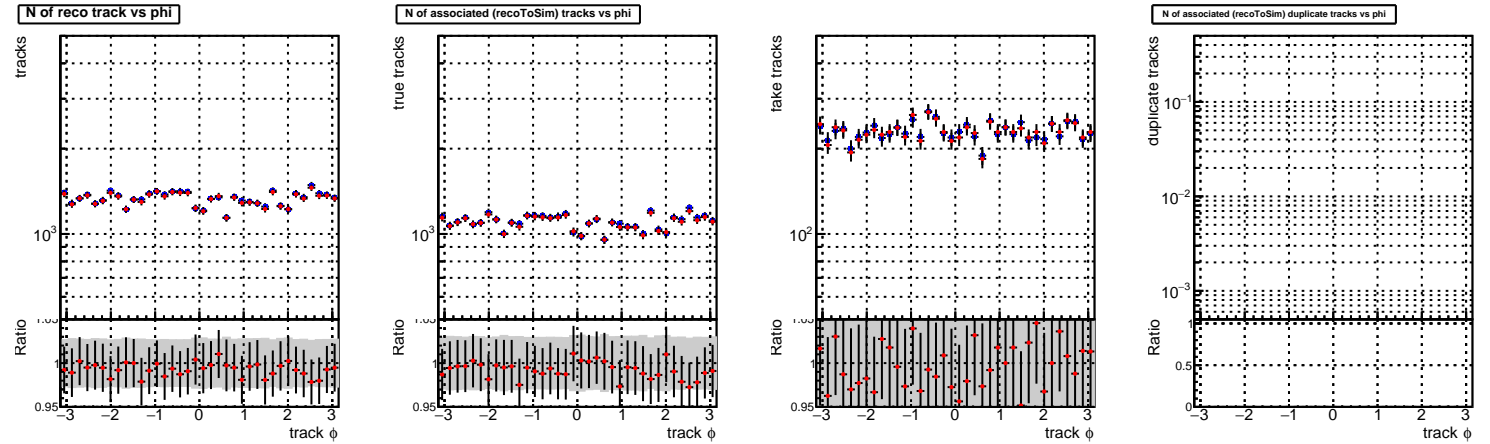 N of reco track vs phi
tracks
10³
Ratio
1.05
1
0.95
−3 −2 −1 0 1 2 3
track ϕ
N of associated (recoToSim) tracks vs phi
true tracks
10³
Ratio
1.05
1
0.95
−3 −2 −1 0 1 2 3
track ϕ
fake tracks
10²
Ratio
1.05
1
0.95
−3 −2 −1 0 1 2 3
track ϕ
N of associated (recoToSim) duplicate tracks vs phi
duplicate tracks
10⁻¹
10⁻²
10⁻³
Ratio
1
0.5
0
−3 −2 −1 0 1 2 3
track ϕ